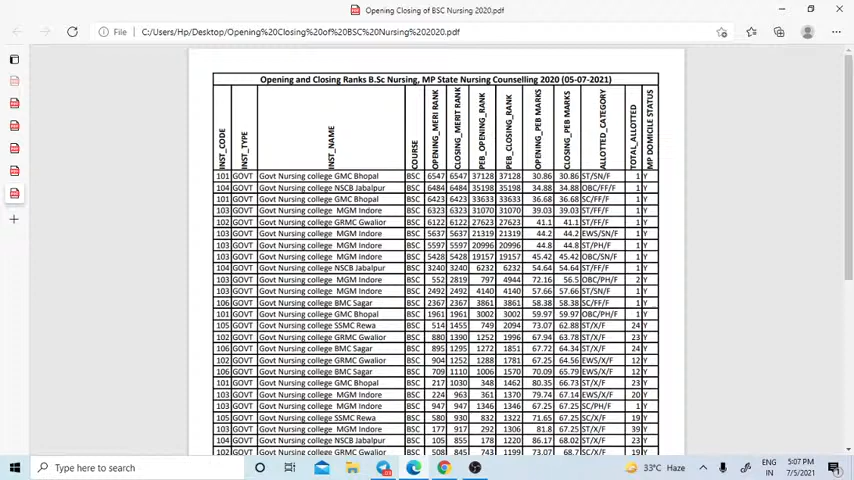 Opening Closing of BSC Nursing 2020.pdf
File C:/Users/Hp/Desktop/Opening%20Closing%20of%20BSC%20Nursing%202020.pdf
Opening and Closing Ranks B.Sc Nursing, MP State Nursing Counselling 2020 (05-07-2021)
INST_CODE INST_TYPE INST_NAME COURSE OPENING_MERI RANK CLOSING_MERIT RANK PEB_OPENING_RANK PEB_CLOSING_RANK OPENING_PEB MARKS CLOSING_PEB MARKS ALLOTTED_CATEGORY TOTAL_ALLOTTED MP DOMICILE STATUS
101 GOVT Govt Nursing college GMC Bhopal BSC 6547 6547 37128 37128 30.86 30.86 ST/SN/F 1 Y
104 GOVT Govt Nursing college NSCB Jabalpur BSC 6484 6484 35198 35198 34.88 34.88 OBC/FF/F 1 Y
101 GOVT Govt Nursing college GMC Bhopal BSC 6423 6423 33633 33633 36.68 36.68 SC/FF/F 1 Y
103 GOVT Govt Nursing college MGM Indore BSC 6323 6323 31070 31070 39.03 39.03 ST/FF/F 1 Y
102 GOVT Govt Nursing college GRMC Gwalior BSC 6122 6122 27623 27623 41.1 41.1 ST/FF/F 1 Y
103 GOVT Govt Nursing college MGM Indore BSC 5637 5637 21319 21319 44.2 44.2 EWS/SN/F 1 Y
103 GOVT Govt Nursing college MGM Indore BSC 5597 5597 20996 20996 44.8 44.8 ST/PH/F 1 Y
103 GOVT Govt Nursing college MGM Indore BSC 5428 5428 19157 19157 45.42 45.42 OBC/SN/F 1 Y
104 GOVT Govt Nursing college NSCB Jabalpur BSC 3240 3240 6232 6232 54.64 54.64 ST/FF/F 1 Y
103 GOVT Govt Nursing college MGM Indore BSC 552 2819 797 4944 72.16 56.5 OBC/PH/F 2 Y
103 GOVT Govt Nursing college MGM Indore BSC 2492 2492 4140 4140 57.66 57.66 ST/SN/F 1 Y
106 GOVT Govt Nursing college BMC Sagar BSC 2367 2367 3861 3861 58.38 58.38 SC/FF/F 1 Y
101 GOVT Govt Nursing college GMC Bhopal BSC 1961 1961 3002 3002 59.97 59.97 OBC/PH/F 1 Y
105 GOVT Govt Nursing college SSMC Rewa BSC 514 1455 749 2094 73.07 62.88 ST/X/F 24 Y
102 GOVT Govt Nursing college GRMC Gwalior BSC 880 1390 1252 1996 67.94 63.78 ST/X/F 23 Y
106 GOVT Govt Nursing college BMC Sagar BSC 895 1295 1272 1851 67.72 64.34 ST/X/F 24 Y
102 GOVT Govt Nursing college GRMC Gwalior BSC 904 1252 1288 1781 67.25 64.56 EWS/X/F 12 Y
106 GOVT Govt Nursing college BMC Sagar BSC 709 1110 1006 1570 70.09 65.79 EWS/X/F 12 Y
101 GOVT Govt Nursing college GMC Bhopal BSC 217 1030 348 1462 80.35 66.73 ST/X/F 23 Y
103 GOVT Govt Nursing college MGM Indore BSC 224 963 361 1370 79.74 67.14 EWS/X/F 20 Y
103 GOVT Govt Nursing college MGM Indore BSC 947 947 1346 1346 67.25 67.25 SC/PH/F 1 Y
105 GOVT Govt Nursing college SSMC Rewa BSC 580 930 832 1322 71.65 67.25 SC/X/F 19 Y
103 GOVT Govt Nursing college MGM Indore BSC 177 917 292 1306 81.8 67.25 ST/X/F 39 Y
104 GOVT Govt Nursing college NSCB Jabalpur BSC 105 855 178 1220 86.17 68.02 ST/X/F 23 Y
102 GOVT Govt Nursing college GRMC Gwalior BSC 508 845 743 1199 73.07 68.7 SC/X/F 19 Y
Type here to search 33°C Haze ENG IN 5:07 PM 7/5/2021